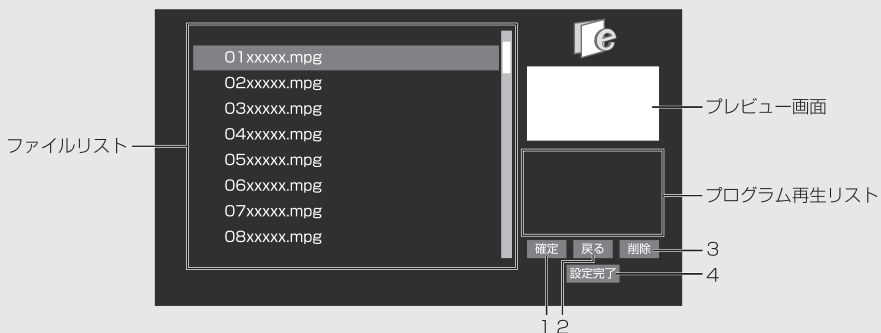 e
01xxxxx.mpg
02xxxxx.mpg
03xxxxx.mpg
04xxxxx.mpg
05xxxxx.mpg
06xxxxx.mpg
07xxxxx.mpg
08xxxxx.mpg
ファイルリスト
プレビュー画面
プログラム再生リスト
確定 戻る 削除 3
設定完了 4
1 2